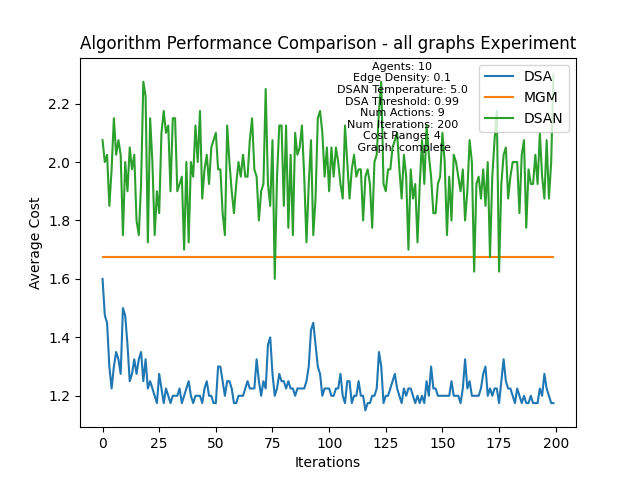 Algorithm Performance Comparison - all graphs Experiment
Agents: 10
Edge Density: 0.1
DSAN Temperature: 5.0
DSA Threshold: 0.99
Num Actions: 9
Num Iterations: 200
Cost Range: 4
Graph: complete
DSA
MGM
DSAN
Average Cost
2.2
2.0
1.8
1.6
1.4
1.2
0
25
50
75
100
125
150
175
200
Iterations